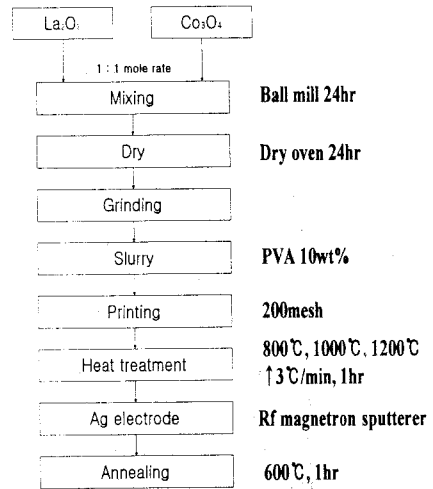 La₂O₃ Co₃O₄
1 : 1 mole rate
Mixing Ball mill 24hr
Dry Dry oven 24hr
Grinding
Slurry PVA 10wt%
Printing 200mesh
800℃, 1000℃, 1200℃
Heat treatment
↑3℃/min, 1hr
Ag electrode Rf magnetron sputterer
Annealing 600℃, 1hr